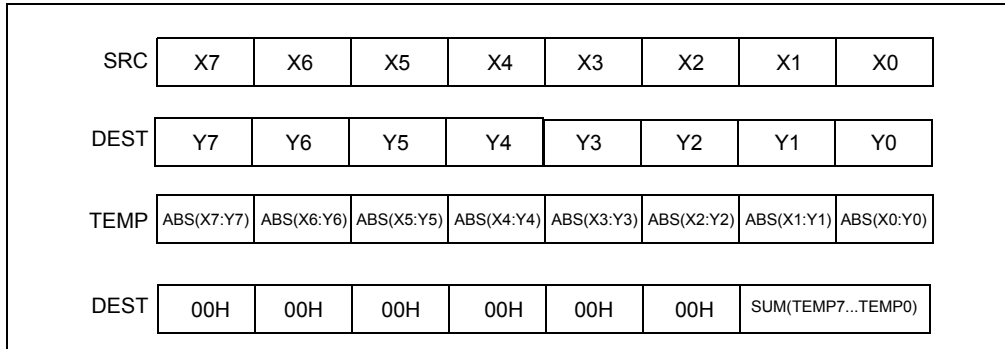 SRC X7 X6 X5 X4 X3 X2 X1 X0
DEST Y7 Y6 Y5 Y4 Y3 Y2 Y1 Y0
TEMP ABS(X7:Y7) ABS(X6:Y6) ABS(X5:Y5) ABS(X4:Y4) ABS(X3:Y3) ABS(X2:Y2) ABS(X1:Y1) ABS(X0:Y0)
DEST 00H 00H 00H 00H 00H 00H SUM(TEMP7...TEMP0)